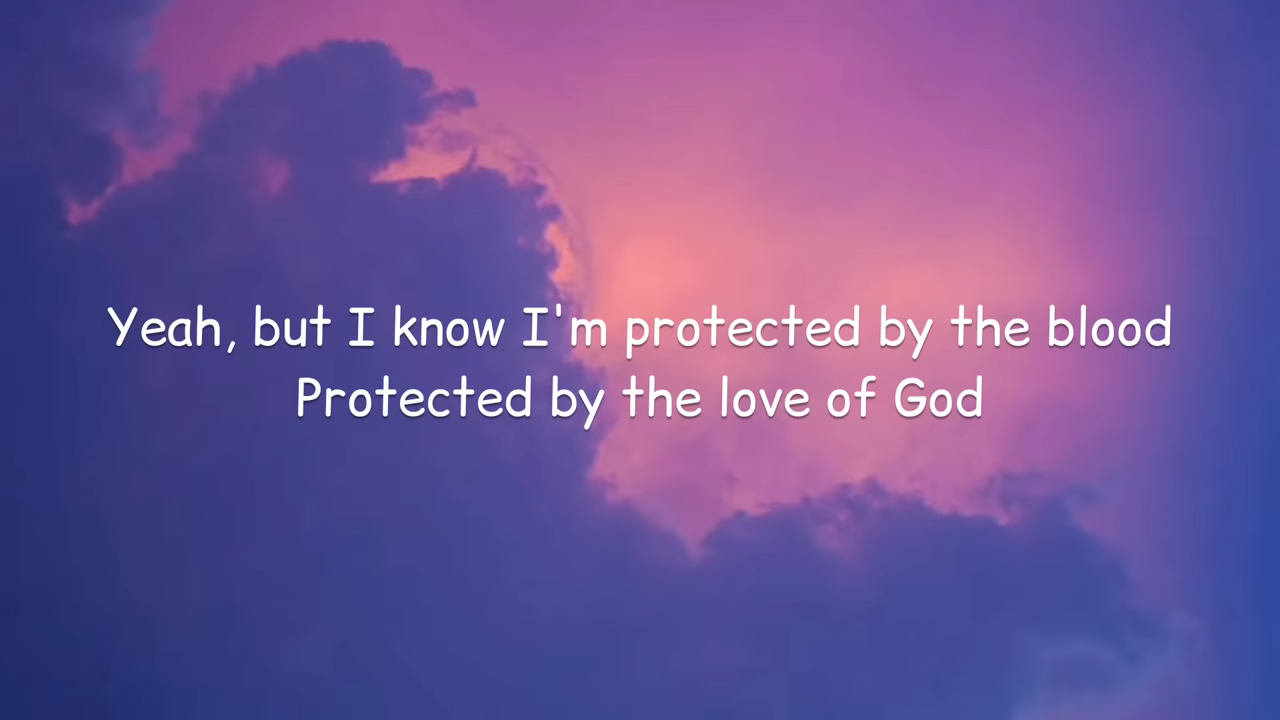 Yeah, but I know I'm protected by the blood
Protected by the love of God